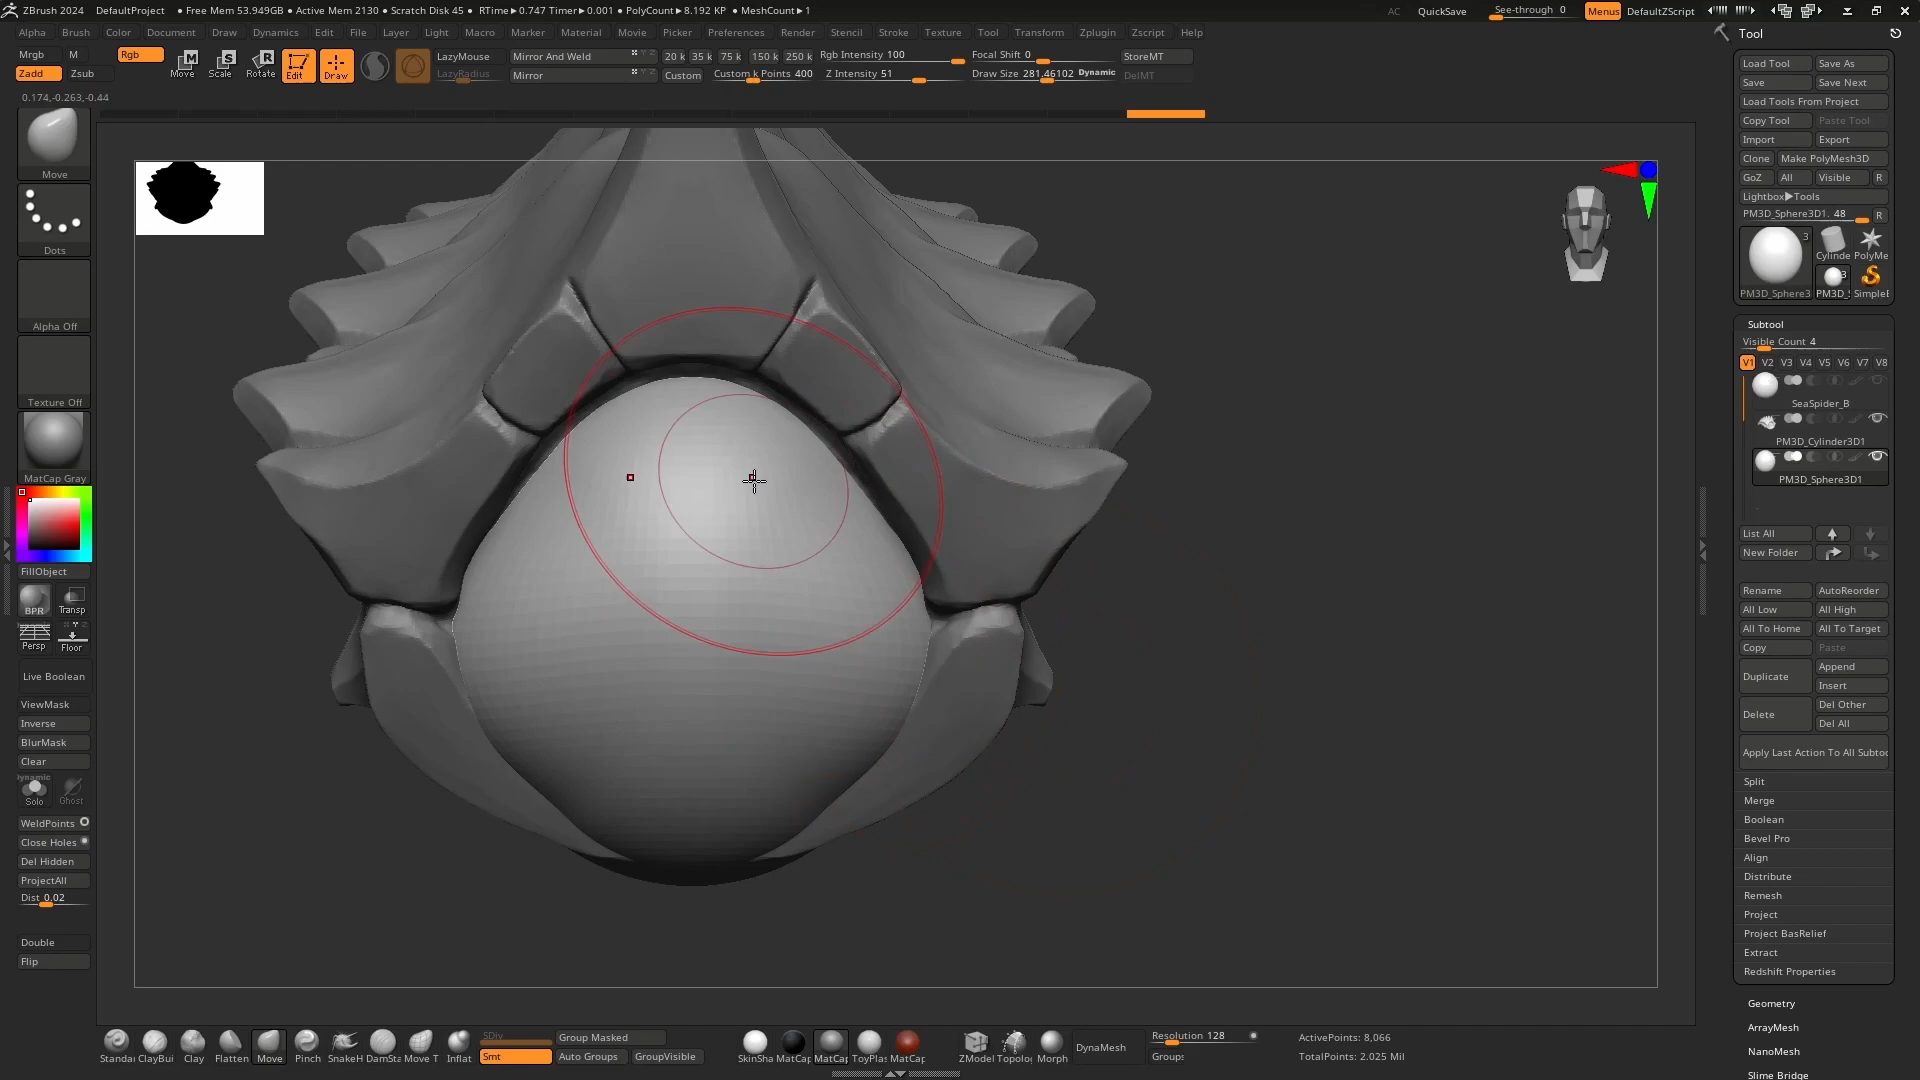 ZBrush 2024 DefaultProject • Free Mem 53.949GB • Active Mem 2130 • Scratch Disk 45 • RTime►0.747 Timer►0.001 • PolyCount►8.192 KP • MeshCount►1 AC QuickSave See-through 0 Menus DefaultZScript
Alpha Brush Color Document Draw Dynamics Edit File Layer Light Macro Marker Material Movie Picker Preferences Render Stencil Stroke Texture Tool Transform Zplugin Zscript Help
Mrgb M Rgb
Zadd Zsub
Move Scale Rotate Edit Draw
LazyMouse
LazyRadius
Mirror And Weld
Mirror
20 k 35 k 75 k 150 k 250 k
Custom Custom k Points 400
Rgb Intensity 100
Z Intensity 51
Focal Shift 0
Draw Size 281.46102 Dynamic
StoreMT
DelMT
0.174,-0.263,-0.44
Move
Dots
Alpha Off
Texture Off
MatCap Gray
FillObject
BPR Transp
Dynamic
Persp Floor
Live Boolean
ViewMask
Inverse
BlurMask
Clear
Dynamic
Solo Ghost
WeldPoints
Close Holes
Del Hidden
ProjectAll
Dist 0.02
Double
Flip
Tool
Load Tool Save As
Save Save Next
Load Tools From Project
Copy Tool Paste Tool
Import Export
Clone Make PolyMesh3D
GoZ All Visible R
Lightbox►Tools
PM3D_Sphere3D1. 48 R
3
Cylinde PolyMe
3
PM3D_Sphere3 PM3D_S SimpleB
Subtool
Visible Count 4
V1 V2 V3 V4 V5 V6 V7 V8
SeaSpider_B
PM3D_Cylinder3D1
PM3D_Sphere3D1
List All
New Folder
Rename AutoReorder
All Low All High
All To Home All To Target
Copy Paste
Duplicate Append
Insert
Delete Del Other
Del All
Apply Last Action To All Subtoo
Split
Merge
Boolean
Bevel Pro
Align
Distribute
Remesh
Project
Project BasRelief
Extract
Redshift Properties
Geometry
ArrayMesh
NanoMesh
Slime Bridge
Standa ClayBui Clay Flatten Move Pinch SnakeH DamSta Move T Inflat
SDiv
Smt
Group Masked
Auto Groups GroupVisible
SkinSha MatCap MatCap ToyPlas MatCap
ZModel Topolog Morph DynaMesh
Resolution 128
Groups
ActivePoints: 8,066
TotalPoints: 2.025 Mil